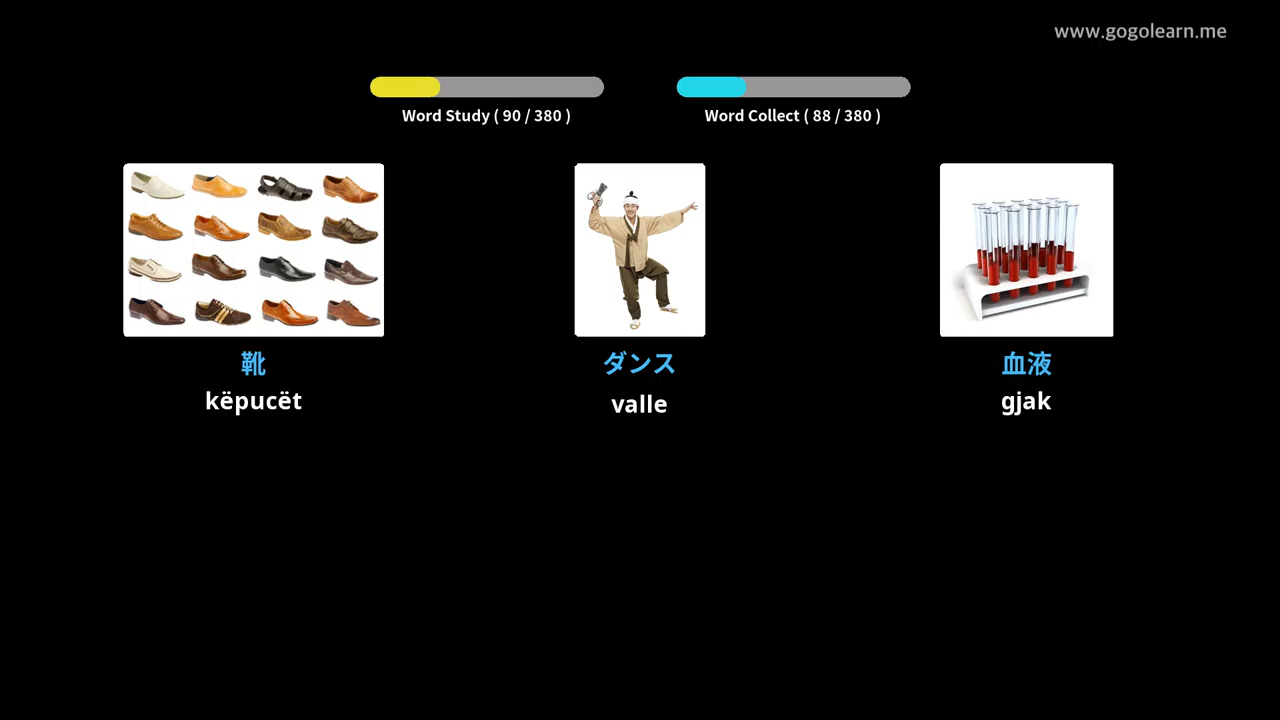 www.gogolearn.me
Word Study ( 90 / 380 )
Word Collect ( 88 / 380 )
靴
këpucët
ダンス
valle
血液
gjak